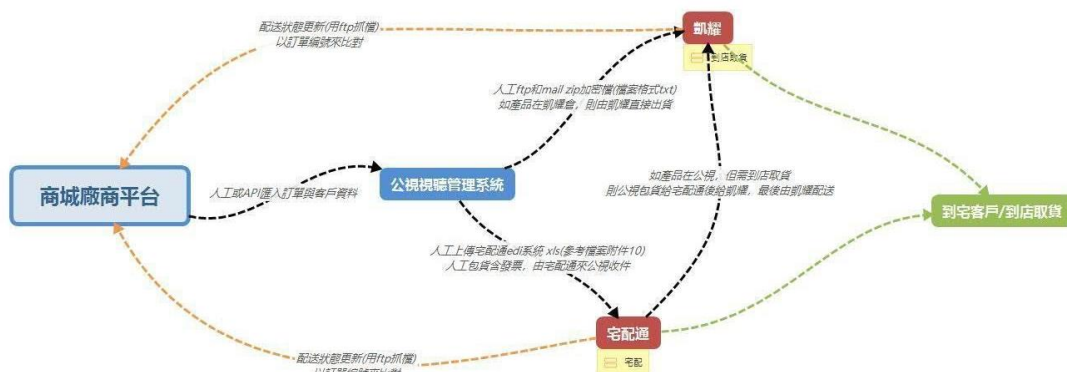 配送狀態更新(用ftp抓檔)
以訂單編號來比對
凱耀
到店取貨
人工ftp和mail zip加密檔(檔案格式txt)
如產品在凱耀倉，則由凱耀直接出貨
商城廠商平台
人工或API匯入訂單與客戶資料
公視視聽管理系統
如產品在公視，但需到店取貨
則公視包貨給宅配通後給凱耀，最後由凱耀配送
到宅客戶/到店取貨
人工上傳宅配通edi系統 xls(參考檔案附件10)
人工包貨含發票，由宅配通來公視收件
宅配通
宅配
配送狀態更新(用ftp抓檔)
以訂單編號來比對